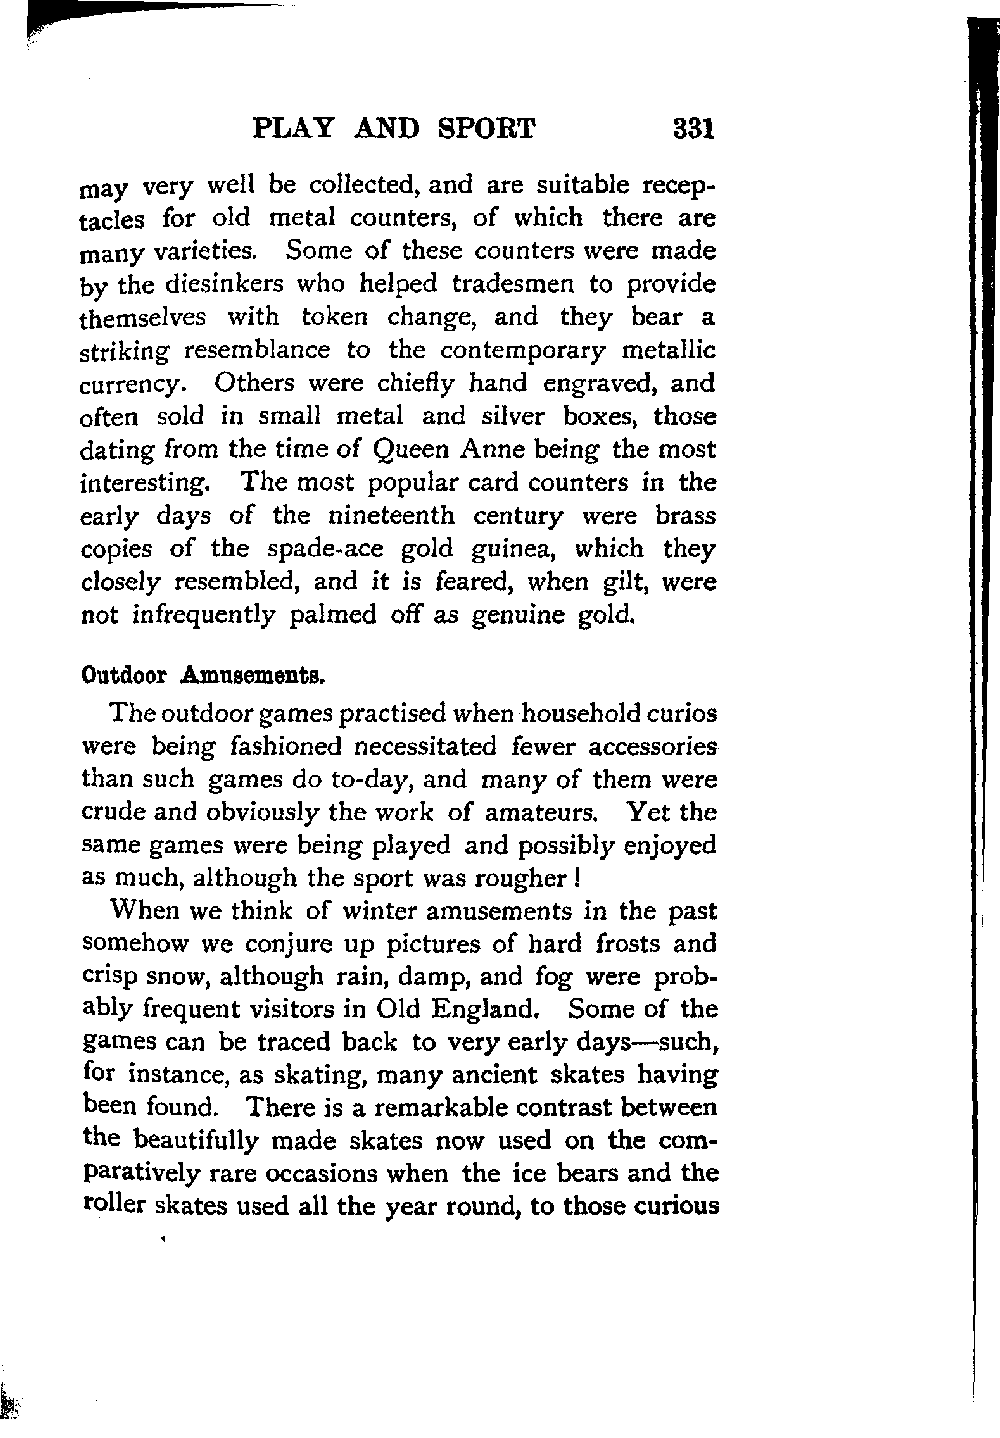 PLAY AND SPORT 331
may very well be collected, and are suitable recep-
tacles for old metal counters, of which there are
many varieties. Some of these counters were made
by the diesinkers who helped tradesmen to provide
themselves with token change, and they bear a
striking resemblance to the contemporary metallic
currency. Others were chiefly hand engraved, and
often sold in small metal and silver boxes, those
dating from the time of Queen Anne being the most
interesting. The most popular card counters in the
early days of the nineteenth century were brass
copies of the spade-ace gold guinea, which they
closely resembled, and it is feared, when gilt, were
not infrequently palmed off as genuine gold.
Outdoor Amusements.
The outdoor games practised when household curios
were being fashioned necessitated fewer accessories
than such games do to-day, and many of them were
crude and obviously the work of amateurs. Yet the
same games were being played and possibly enjoyed
as much, although the sport was rougher!
When we think of winter amusements in the past
somehow we conjure up pictures of hard frosts and
crisp snow, although rain, damp, and fog were prob-
ably frequent visitors in Old England. Some of the
games can be traced back to very early days—such,
for instance, as skating, many ancient skates having
been found. There is a remarkable contrast between
the beautifully made skates now used on the com-
paratively rare occasions when the ice bears and the
roller skates used all the year round, to those curious